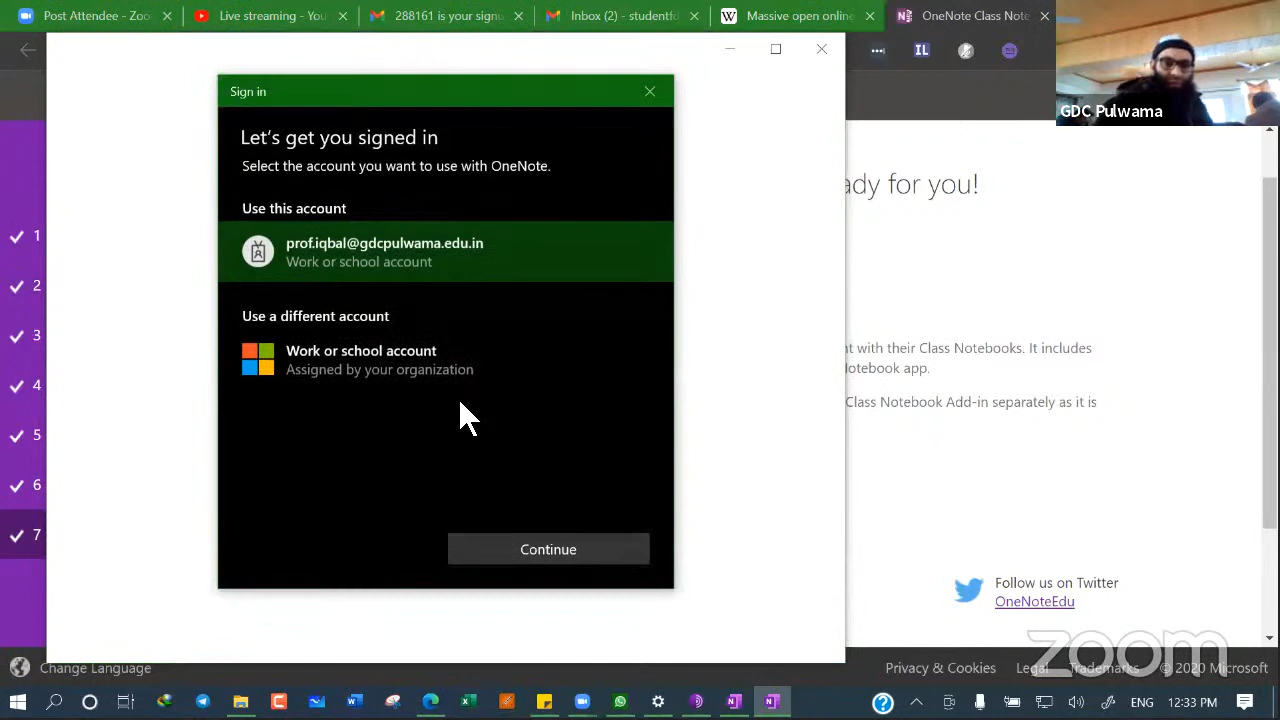 Post Attendee - Zoo
Live streaming - You
288161 is your signu
Inbox (2) - studentfo
Massive open online
OneNote Class Note
IL
GDC Pulwama
Sign in
Let's get you signed in
Select the account you want to use with OneNote.
Use this account
prof.iqbal@gdcpulwama.edu.in
Work or school account
Use a different account
Work or school account
Assigned by your organization
Continue
1
2
3
4
5
6
7
ady for you!
nt with their Class Notebooks. It includes
Notebook app.
Class Notebook Add-in separately as it is
Follow us on Twitter
OneNoteEdu
zoom
Change Language
Privacy & Cookies
Legal
Trademarks
© 2020 Microsoft
ENG
12:33 PM